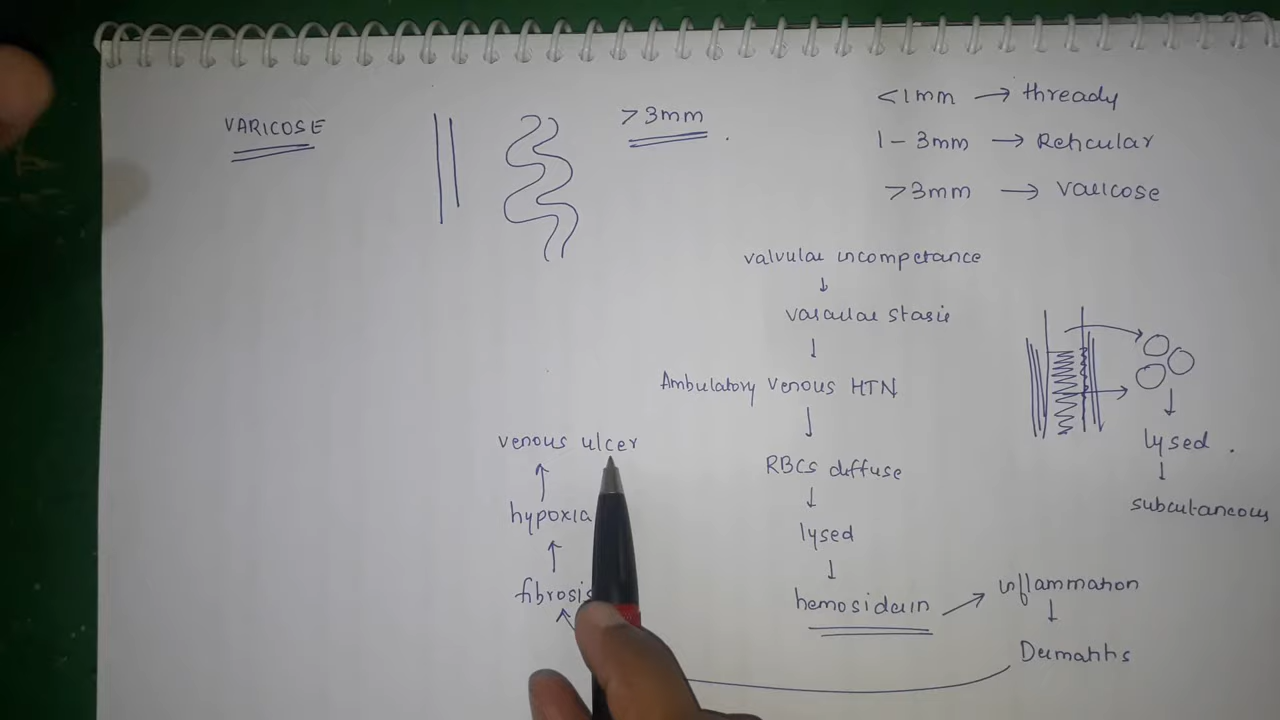 VARICOSE
>3mm .
<1mm → thready
1 - 3mm → Reticular
>3mm → varicose
valvular incompetance
↓
vascular stasis
↓
Ambulatory venous HTN
↓
RBCs diffuse
↓
lysed
↓
hemosiderin → inflammation
↓
Dermatitis
fibrosis
↑
hypoxia
↑
venous ulcer
↓
lysed .
↓
subcutaneous